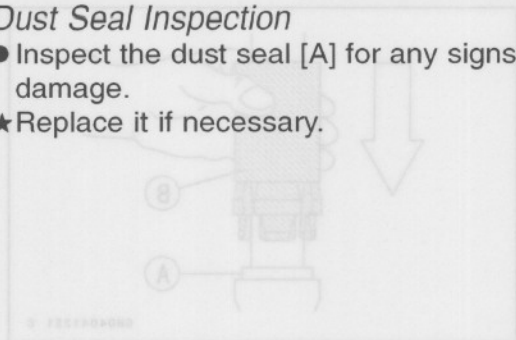 Dust Seal Inspection
● Inspect the dust seal [A] for any signs
damage.
★ Replace it if necessary.
B
A